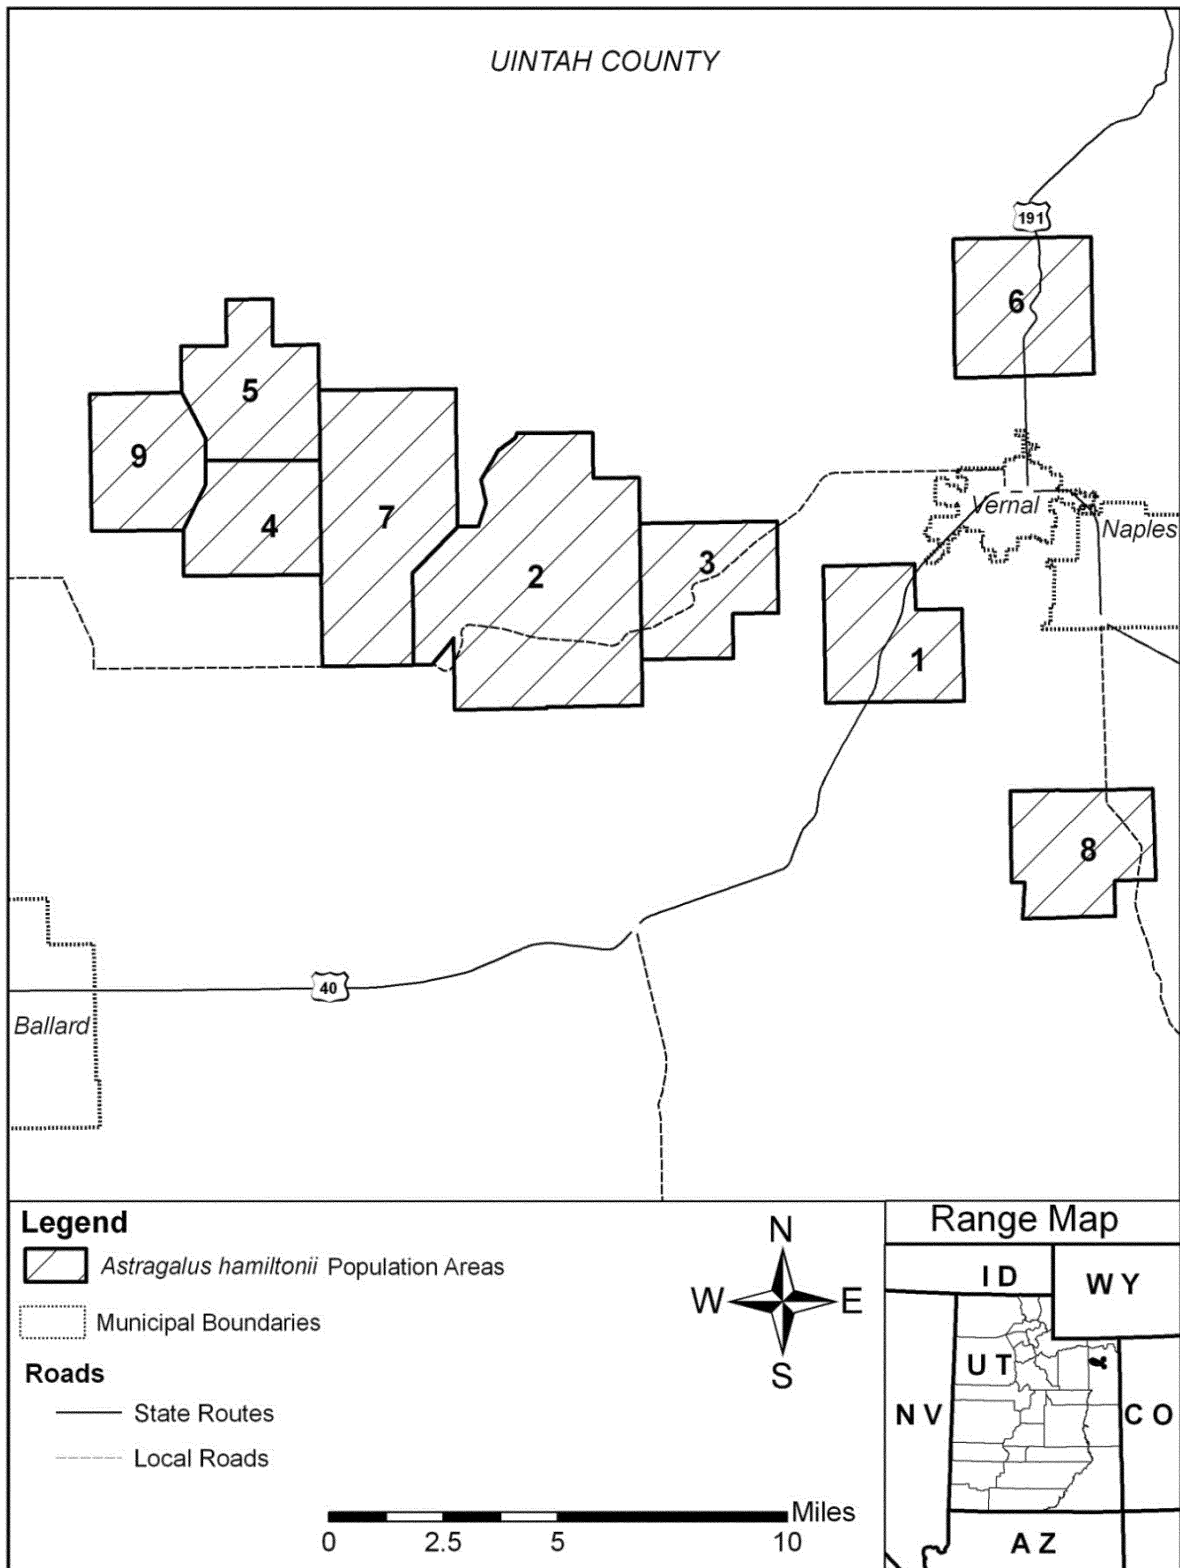 UINTAH COUNTY
191
6
5
9
4
7
2
3
Vernal
Naples
1
8
40
Ballard
Legend
Astragalus hamiltonii Population Areas
Municipal Boundaries
Roads
State Routes
Local Roads
N
W E
S
Miles
0 2.5 5 10
Range Map
ID
WY
UT
NV
CO
AZ